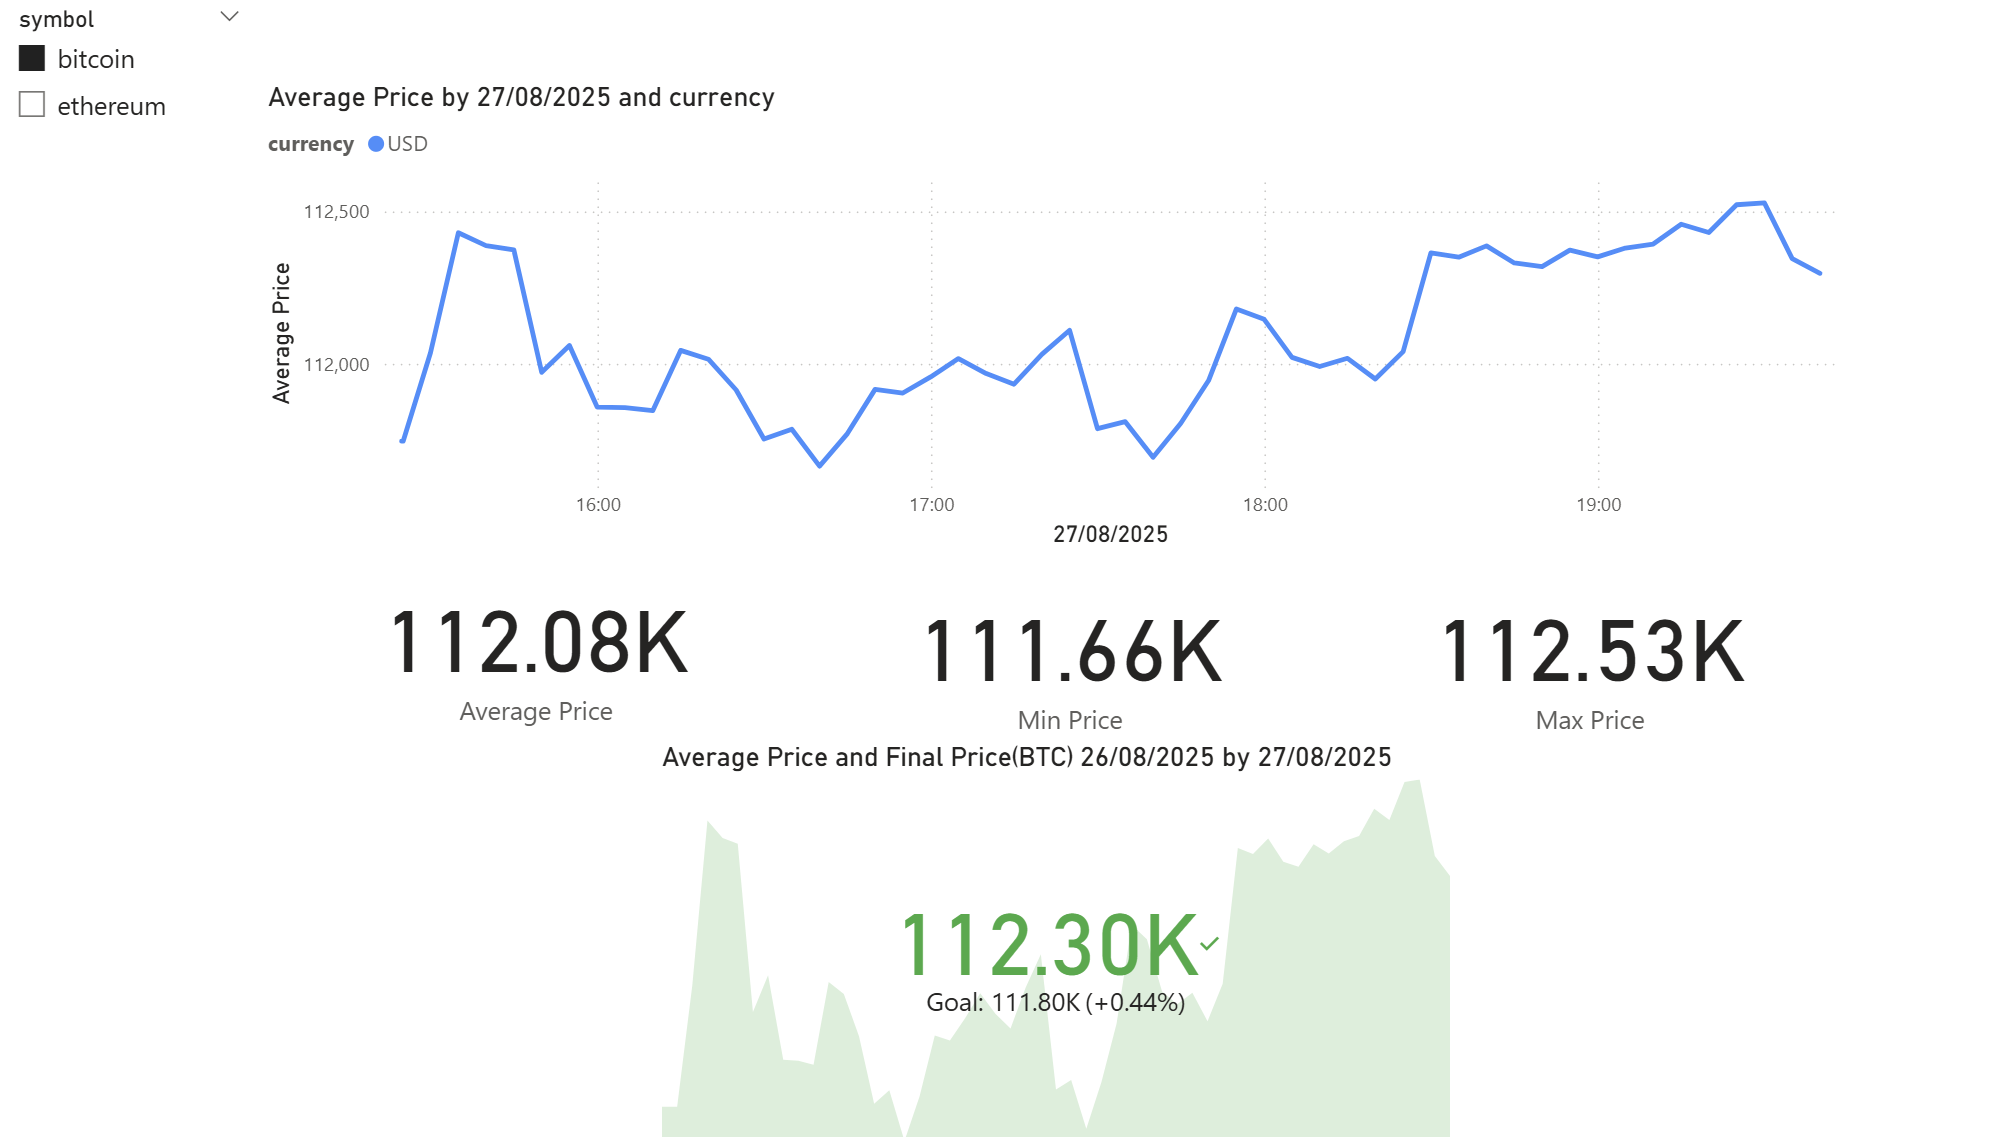 symbol
bitcoin
ethereum
Average Price by 27/08/2025 and currency
currency USD
112,500
112,000
Average Price
16:00 17:00 18:00 19:00
27/08/2025
112.08K
Average Price
111.66K
Min Price
112.53K
Max Price
Average Price and Final Price(BTC) 26/08/2025 by 27/08/2025
112.30K
Goal: 111.80K (+0.44%)